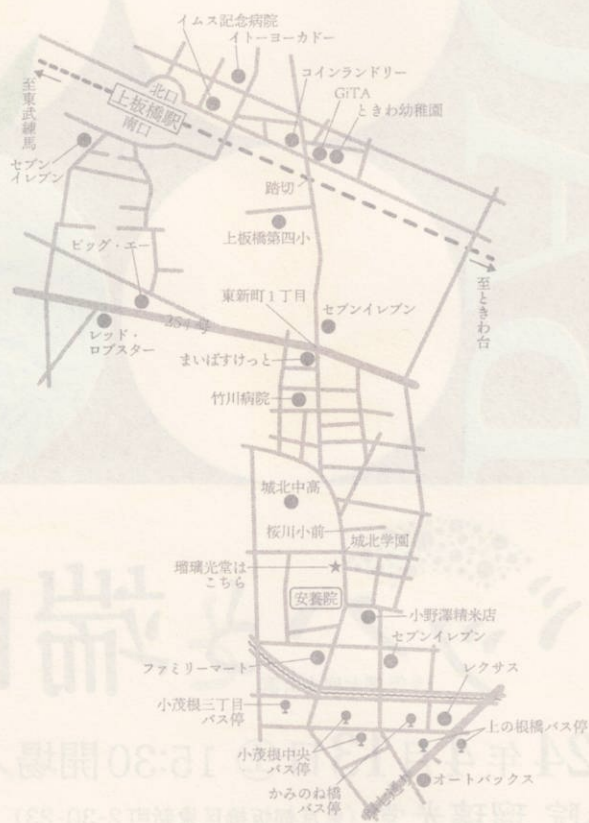 イムス記念病院
イトーヨーカドー
コインランドリー
GiTA
ときわ幼稚園
北口
上板橋駅
南口
至東武練馬
セブン
イレブン
踏切
上板橋第四小
ビッグ・エー
東新町1丁目
セブンイレブン
至ときわ台
254号
レッド・
ロブスター
まいばすけっと
竹川病院
城北中高
桜川小前
城北学園
瑠璃光堂は
こちら
★
安養院
小野澤精米店
セブンイレブン
ファミリーマート
レクサス
小茂根三丁目
バス停
上の根橋バス停
小茂根中央
バス停
かみのね橋
バス停
オートバックス
15:30開場